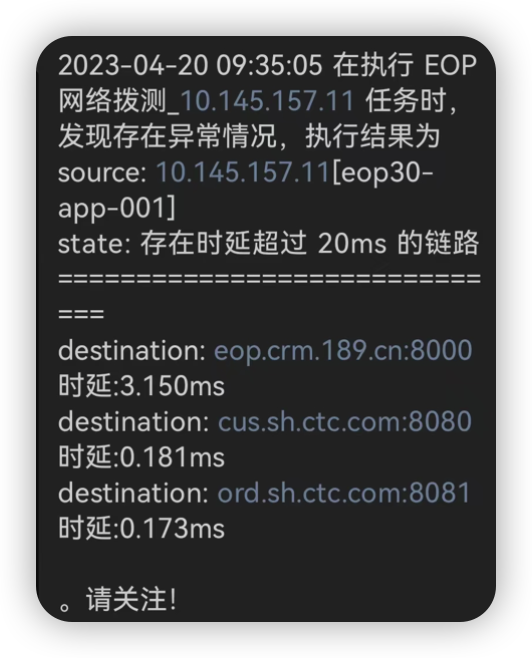 2023-04-20 09:35:05 在执行 EOP
网络拨测_10.145.157.11 任务时，
发现存在异常情况，执行结果为
source: 10.145.157.11[eop30-
app-001]
state: 存在时延超过 20ms 的链路
===========================
===
destination: eop.crm.189.cn:8000
时延:3.150ms
destination: cus.sh.ctc.com:8080
时延:0.181ms
destination: ord.sh.ctc.com:8081
时延:0.173ms
。请关注！